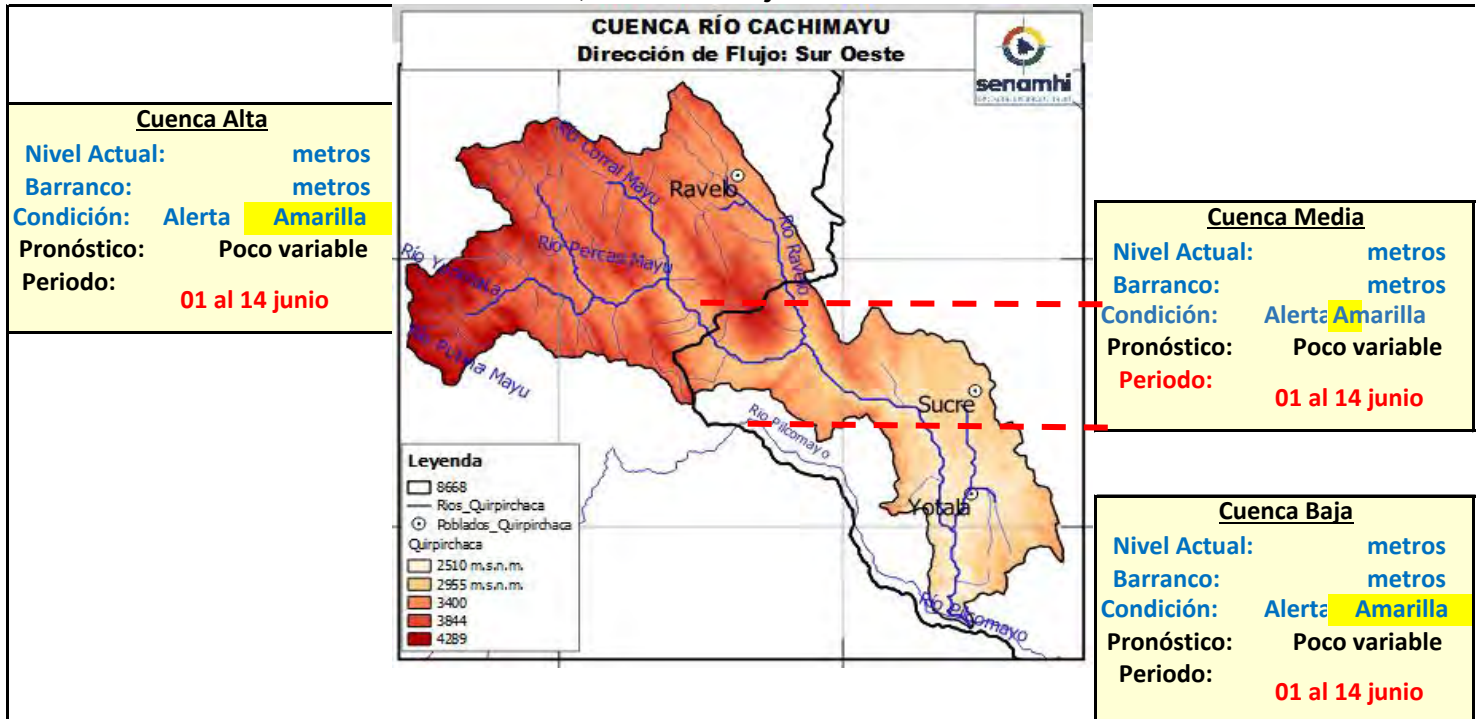 CUENCA RÍO CACHIMAYU
Dirección de Flujo: Sur Oeste
senamhi
Cuenca Alta
Nivel Actual: metros
Barranco: metros
Condición: Alerta Amarilla
Pronóstico: Poco variable
Periodo:
01 al 14 junio
Río Corral Mayu
Ravelo
Río Ravelo
Río Percas Mayu
Mayu
Sucre
Río Pilcomayo
Yotala
Río Pilcomayo
Leyenda
8668
Rios_Quirpirchaca
Poblados_Quirpirchaca
Quirpirchaca
2510 m.s.n.m.
2955 m.s.n.m.
3400
3844
4289
Cuenca Media
Nivel Actual: metros
Barranco: metros
Condición: Alerta Amarilla
Pronóstico: Poco variable
Periodo:
01 al 14 junio
Cuenca Baja
Nivel Actual: metros
Barranco: metros
Condición: Alerta Amarilla
Pronóstico: Poco variable
Periodo:
01 al 14 junio